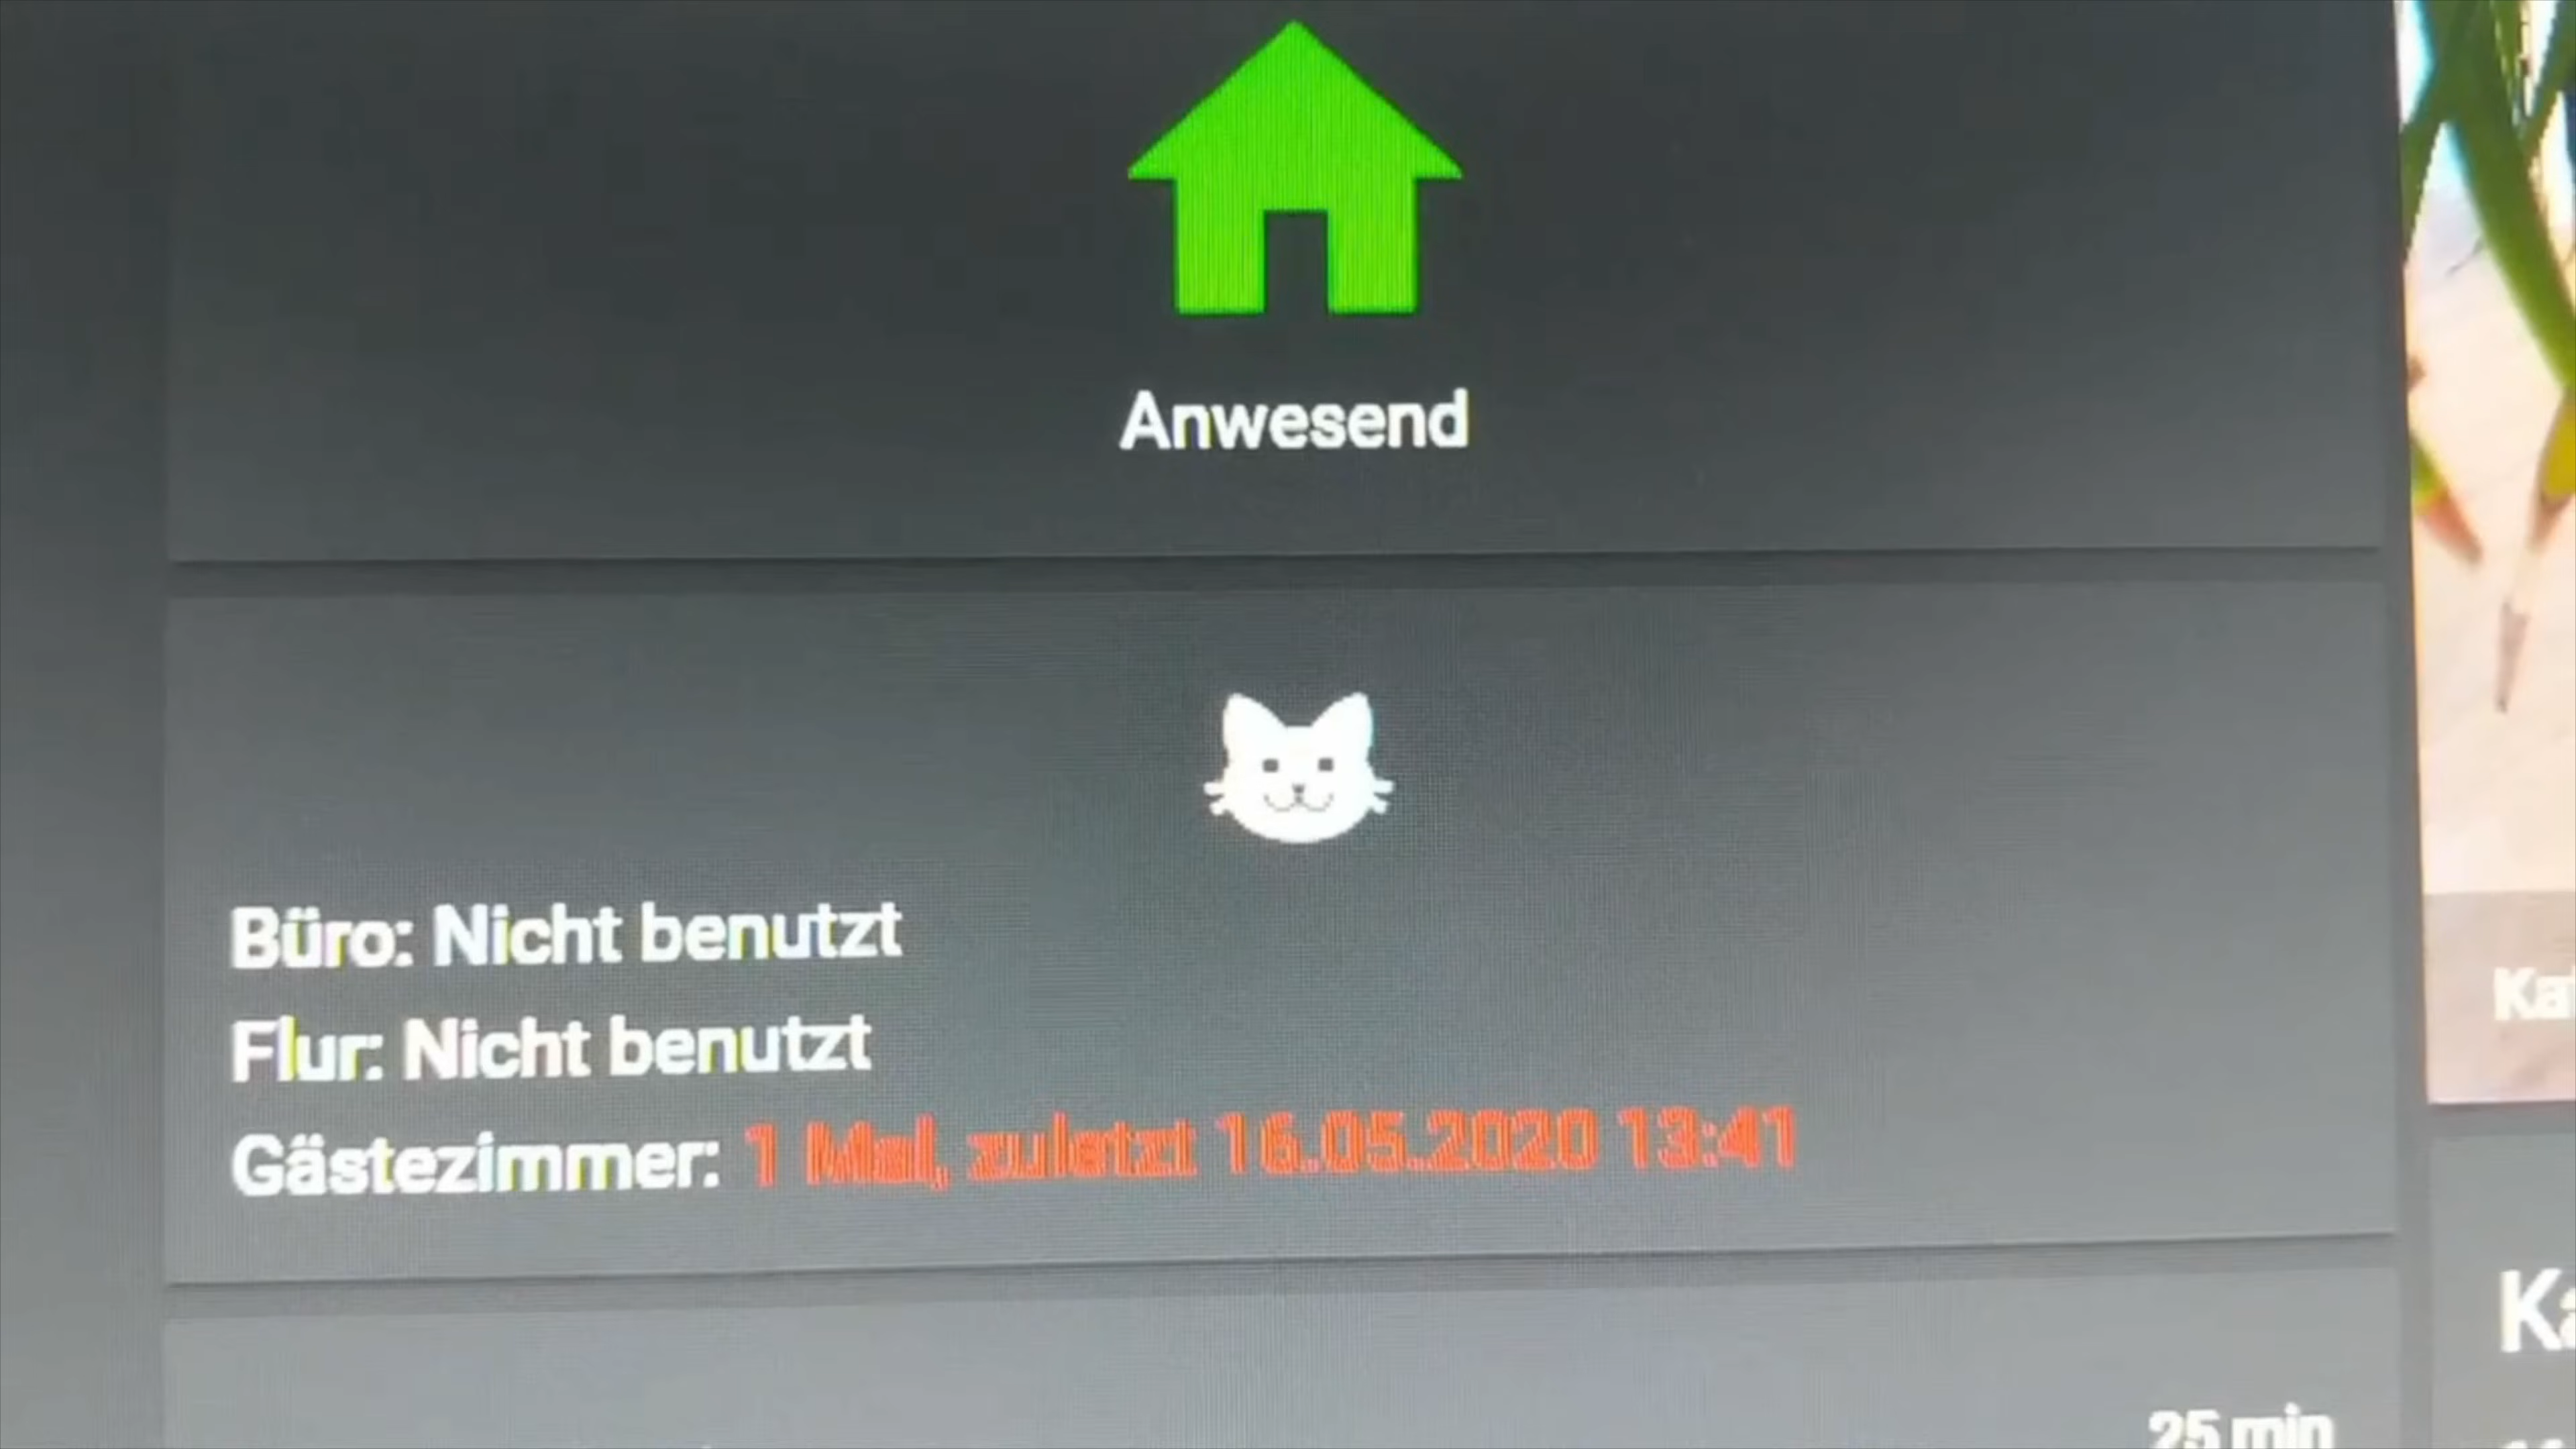 Anwesend
Büro: Nicht benutzt
Flur: Nicht benutzt
Gästezimmer: 1 Mal, zuletzt 16.05.2020 13:41
25 min